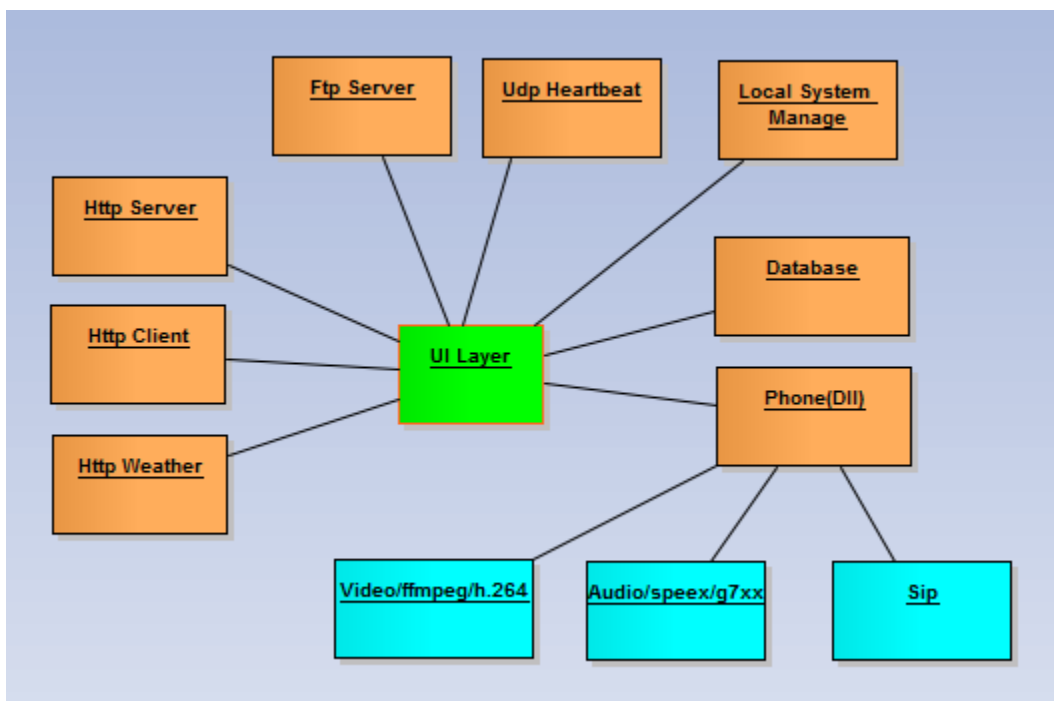 Ftp Server
Udp Heartbeat
Local System
Manage
Http Server
Database
Http Client
UI Layer
Phone(Dll)
Http Weather
Video/ffmpeg/h.264
Audio/speex/g7xx
Sip